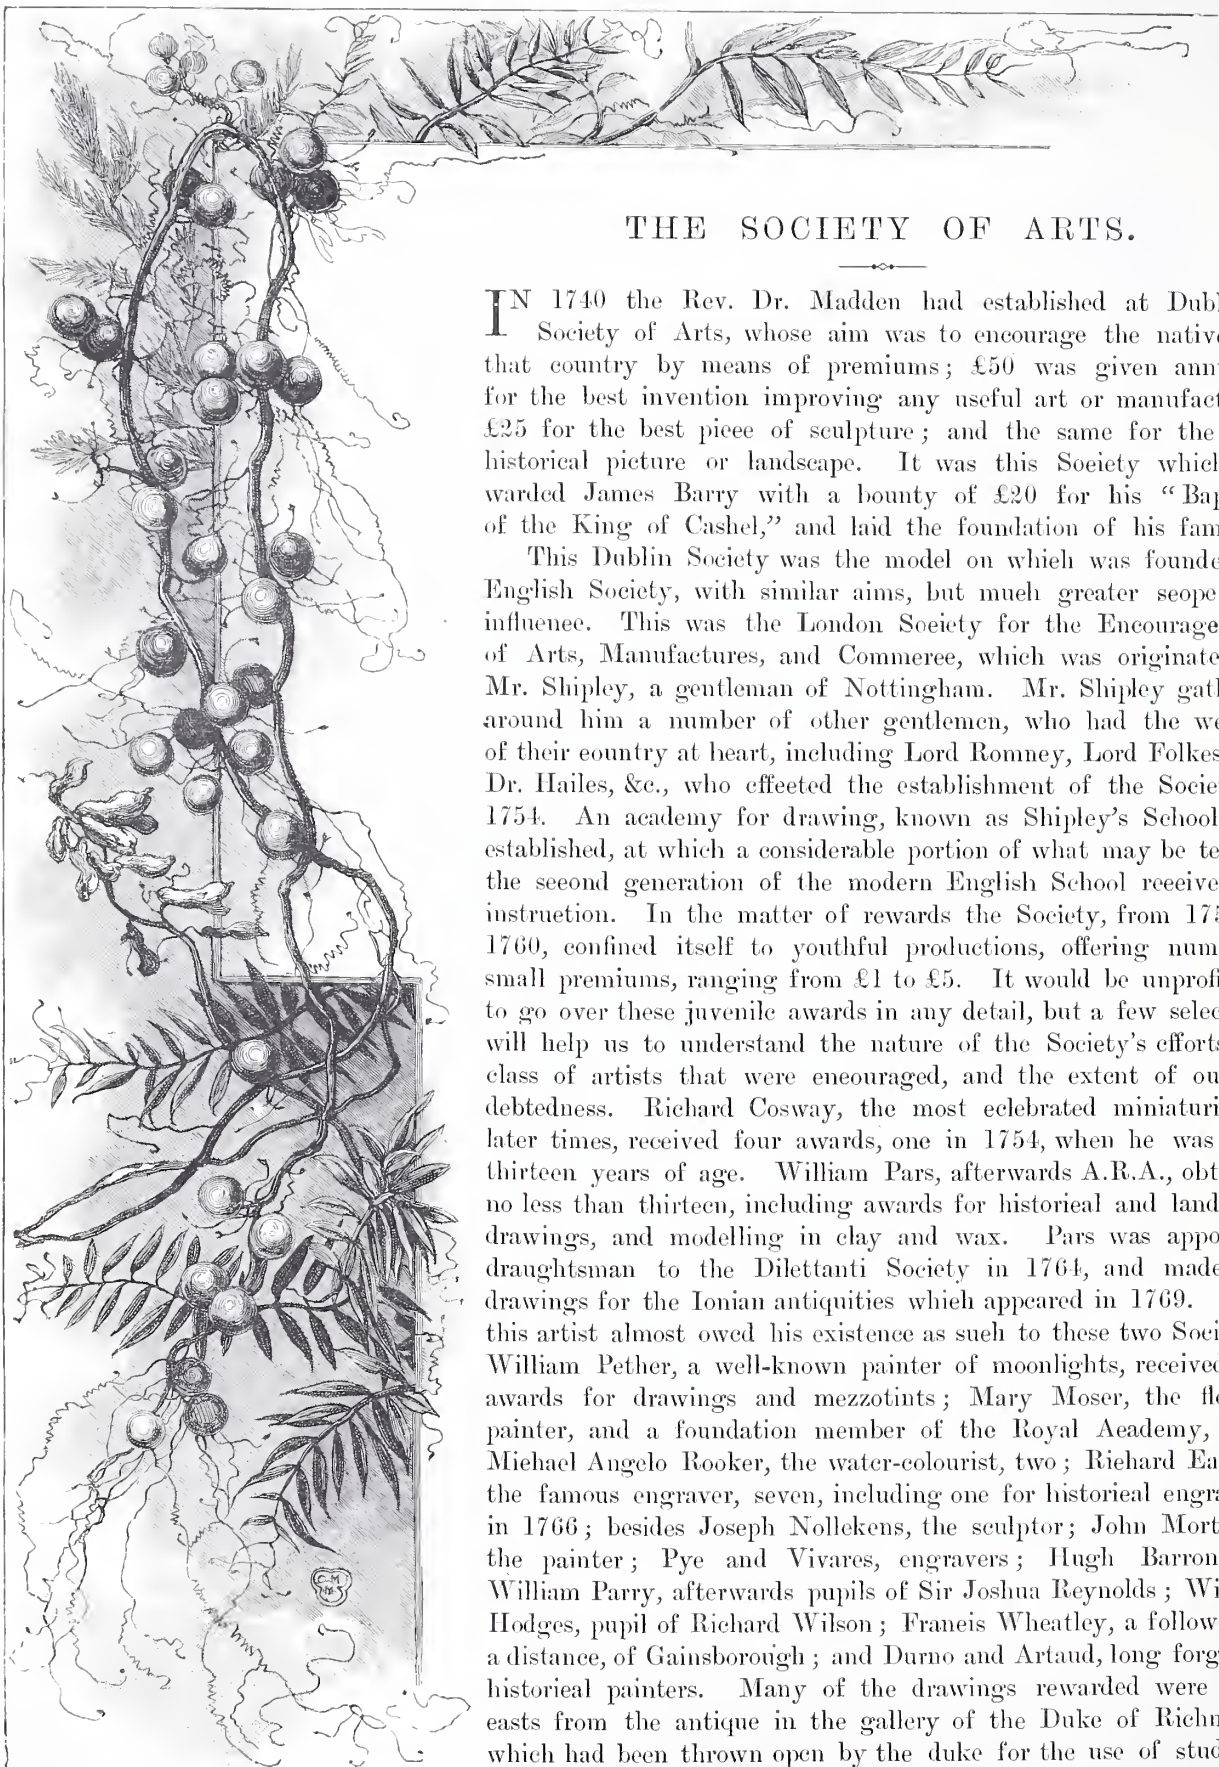 THE SOCIETY OF ARTS.
IN 1740 the Rev. Dr. Madden had established at Dubl
Society of Arts, whose aim was to encourage the nativ
that country by means of premiums; £50 was given ann
for the best invention improving any useful art or manufact
£25 for the best piece of sculpture; and the same for the
historical picture or landscape. It was this Society which
warded James Barry with a bounty of £20 for his “Bap
of the King of Cashel,” and laid the foundation of his fam
This Dublin Society was the model on which was founde
English Society, with similar aims, but much greater scope
influence. This was the London Society for the Encourage
of Arts, Manufactures, and Commerce, which was originate
Mr. Shipley, a gentleman of Nottingham. Mr. Shipley gath
around him a number of other gentlemen, who had the we
of their country at heart, including Lord Romney, Lord Folkes
Dr. Hailes, &c., who effected the establishment of the Socie
1754. An academy for drawing, known as Shipley’s School
established, at which a considerable portion of what may be te
the second generation of the modern English School receive
instruction. In the matter of rewards the Society, from 175
1760, confined itself to youthful productions, offering num
small premiums, ranging from £1 to £5. It would be unprofi
to go over these juvenile awards in any detail, but a few selec
will help us to understand the nature of the Society’s efforts
class of artists that were encouraged, and the extent of ou
debtedness. Richard Cosway, the most celebrated miniaturi
later times, received four awards, one in 1754, when he was
thirteen years of age. William Pars, afterwards A.R.A., obt
no less than thirteen, including awards for historical and land
drawings, and modelling in clay and wax. Pars was appo
draughtsman to the Dilettanti Society in 1764, and made
drawings for the Ionian antiquities which appeared in 1769.
this artist almost owed his existence as such to these two Soci
William Pether, a well-known painter of moonlights, received
awards for drawings and mezzotints; Mary Moser, the flo
painter, and a foundation member of the Royal Academy,
Michael Angelo Rooker, the water-colourist, two; Richard Ea
the famous engraver, seven, including one for historical engra
in 1766; besides Joseph Nollekens, the sculptor; John Mort
the painter; Pye and Vivares, engravers; Hugh Barron
William Parry, afterwards pupils of Sir Joshua Reynolds; Wi
Hodges, pupil of Richard Wilson; Francis Wheatley, a follow
a distance, of Gainsborough; and Durno and Artaud, long forg
historical painters. Many of the drawings rewarded were
casts from the antique in the gallery of the Duke of Richm
which had been thrown open by the duke for the use of stud